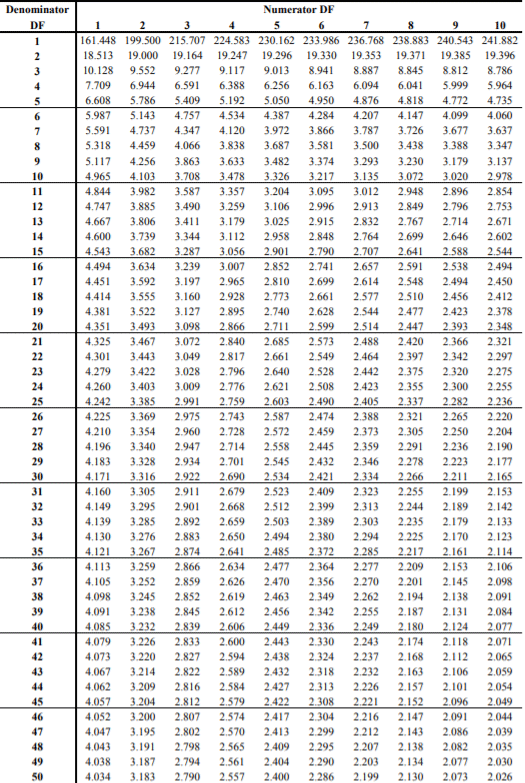 Denominator Numerator DF
DF 1 2 3 4 5 6 7 8 9 10
1 161.448 199.500 215.707 224.583 230.162 233.986 236.768 238.883 240.543 241.882
2 18.513 19.000 19.164 19.247 19.296 19.330 19.353 19.371 19.385 19.396
3 10.128 9.552 9.277 9.117 9.013 8.941 8.887 8.845 8.812 8.786
4 7.709 6.944 6.591 6.388 6.256 6.163 6.094 6.041 5.999 5.964
5 6.608 5.786 5.409 5.192 5.050 4.950 4.876 4.818 4.772 4.735
6 5.987 5.143 4.757 4.534 4.387 4.284 4.207 4.147 4.099 4.060
7 5.591 4.737 4.347 4.120 3.972 3.866 3.787 3.726 3.677 3.637
8 5.318 4.459 4.066 3.838 3.687 3.581 3.500 3.438 3.388 3.347
9 5.117 4.256 3.863 3.633 3.482 3.374 3.293 3.230 3.179 3.137
10 4.965 4.103 3.708 3.478 3.326 3.217 3.135 3.072 3.020 2.978
11 4.844 3.982 3.587 3.357 3.204 3.095 3.012 2.948 2.896 2.854
12 4.747 3.885 3.490 3.259 3.106 2.996 2.913 2.849 2.796 2.753
13 4.667 3.806 3.411 3.179 3.025 2.915 2.832 2.767 2.714 2.671
14 4.600 3.739 3.344 3.112 2.958 2.848 2.764 2.699 2.646 2.602
15 4.543 3.682 3.287 3.056 2.901 2.790 2.707 2.641 2.588 2.544
16 4.494 3.634 3.239 3.007 2.852 2.741 2.657 2.591 2.538 2.494
17 4.451 3.592 3.197 2.965 2.810 2.699 2.614 2.548 2.494 2.450
18 4.414 3.555 3.160 2.928 2.773 2.661 2.577 2.510 2.456 2.412
19 4.381 3.522 3.127 2.895 2.740 2.628 2.544 2.477 2.423 2.378
20 4.351 3.493 3.098 2.866 2.711 2.599 2.514 2.447 2.393 2.348
21 4.325 3.467 3.072 2.840 2.685 2.573 2.488 2.420 2.366 2.321
22 4.301 3.443 3.049 2.817 2.661 2.549 2.464 2.397 2.342 2.297
23 4.279 3.422 3.028 2.796 2.640 2.528 2.442 2.375 2.320 2.275
24 4.260 3.403 3.009 2.776 2.621 2.508 2.423 2.355 2.300 2.255
25 4.242 3.385 2.991 2.759 2.603 2.490 2.405 2.337 2.282 2.236
26 4.225 3.369 2.975 2.743 2.587 2.474 2.388 2.321 2.265 2.220
27 4.210 3.354 2.960 2.728 2.572 2.459 2.373 2.305 2.250 2.204
28 4.196 3.340 2.947 2.714 2.558 2.445 2.359 2.291 2.236 2.190
29 4.183 3.328 2.934 2.701 2.545 2.432 2.346 2.278 2.223 2.177
30 4.171 3.316 2.922 2.690 2.534 2.421 2.334 2.266 2.211 2.165
31 4.160 3.305 2.911 2.679 2.523 2.409 2.323 2.255 2.199 2.153
32 4.149 3.295 2.901 2.668 2.512 2.399 2.313 2.244 2.189 2.142
33 4.139 3.285 2.892 2.659 2.503 2.389 2.303 2.235 2.179 2.133
34 4.130 3.276 2.883 2.650 2.494 2.380 2.294 2.225 2.170 2.123
35 4.121 3.267 2.874 2.641 2.485 2.372 2.285 2.217 2.161 2.114
36 4.113 3.259 2.866 2.634 2.477 2.364 2.277 2.209 2.153 2.106
37 4.105 3.252 2.859 2.626 2.470 2.356 2.270 2.201 2.145 2.098
38 4.098 3.245 2.852 2.619 2.463 2.349 2.262 2.194 2.138 2.091
39 4.091 3.238 2.845 2.612 2.456 2.342 2.255 2.187 2.131 2.084
40 4.085 3.232 2.839 2.606 2.449 2.336 2.249 2.180 2.124 2.077
41 4.079 3.226 2.833 2.600 2.443 2.330 2.243 2.174 2.118 2.071
42 4.073 3.220 2.827 2.594 2.438 2.324 2.237 2.168 2.112 2.065
43 4.067 3.214 2.822 2.589 2.432 2.318 2.232 2.163 2.106 2.059
44 4.062 3.209 2.816 2.584 2.427 2.313 2.226 2.157 2.101 2.054
45 4.057 3.204 2.812 2.579 2.422 2.308 2.221 2.152 2.096 2.049
46 4.052 3.200 2.807 2.574 2.417 2.304 2.216 2.147 2.091 2.044
47 4.047 3.195 2.802 2.570 2.413 2.299 2.212 2.143 2.086 2.039
48 4.043 3.191 2.798 2.565 2.409 2.295 2.207 2.138 2.082 2.035
49 4.038 3.187 2.794 2.561 2.404 2.290 2.203 2.134 2.077 2.030
50 4.034 3.183 2.790 2.557 2.400 2.286 2.199 2.130 2.073 2.026